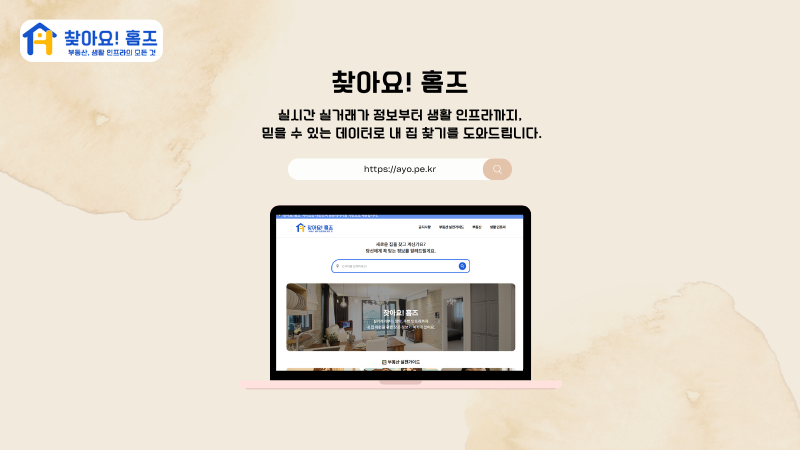 찾아요! 홈즈
부동산, 생활 인프라의 모든 것
찾아요! 홈즈
실시간 실거래가 정보부터 생활 인프라까지,
믿을 수 있는 데이터로 내 집 찾기를 도와드립니다.
https://ayo.pe.kr
찾아요! 홈즈
공지사항 부동산 실전가이드 부동산 생활 인프라
새로운 집을 찾고 계신가요?
당신에게 꼭 맞는 정보를 알려드릴게요.
찾아요! 홈즈
부동산 실전가이드